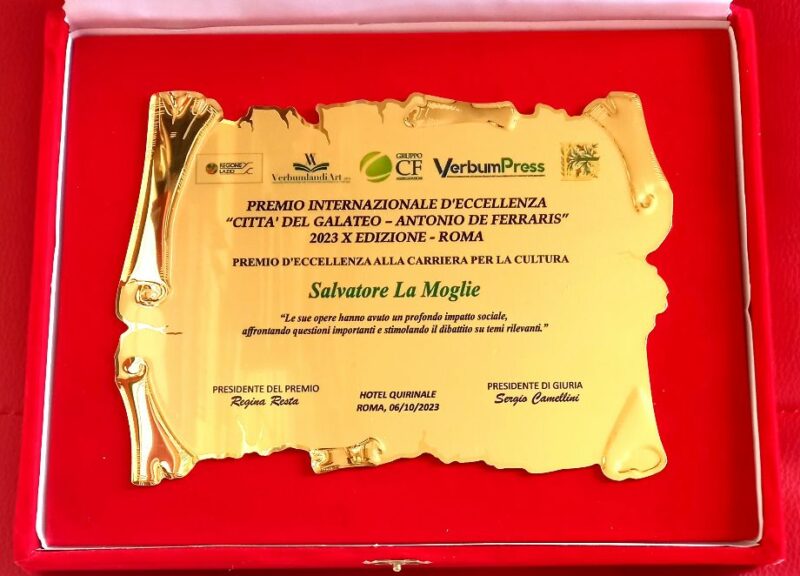 REGIONE LAZIO
VerbumlandiArt
GRUPPO CF
VerbumPress
PREMIO INTERNAZIONALE D'ECCELLENZA
“CITTA' DEL GALATEO – ANTONIO DE FERRARIS”
2023 X EDIZIONE - ROMA
PREMIO D'ECCELLENZA ALLA CARRIERA PER LA CULTURA
Salvatore La Moglie
“Le sue opere hanno avuto un profondo impatto sociale,
affrontando questioni importanti e stimolando il dibattito su temi rilevanti.”
PRESIDENTE DEL PREMIO
Regina Resta
HOTEL QUIRINALE
ROMA, 06/10/2023
PRESIDENTE DI GIURIA
Sergio Camellini